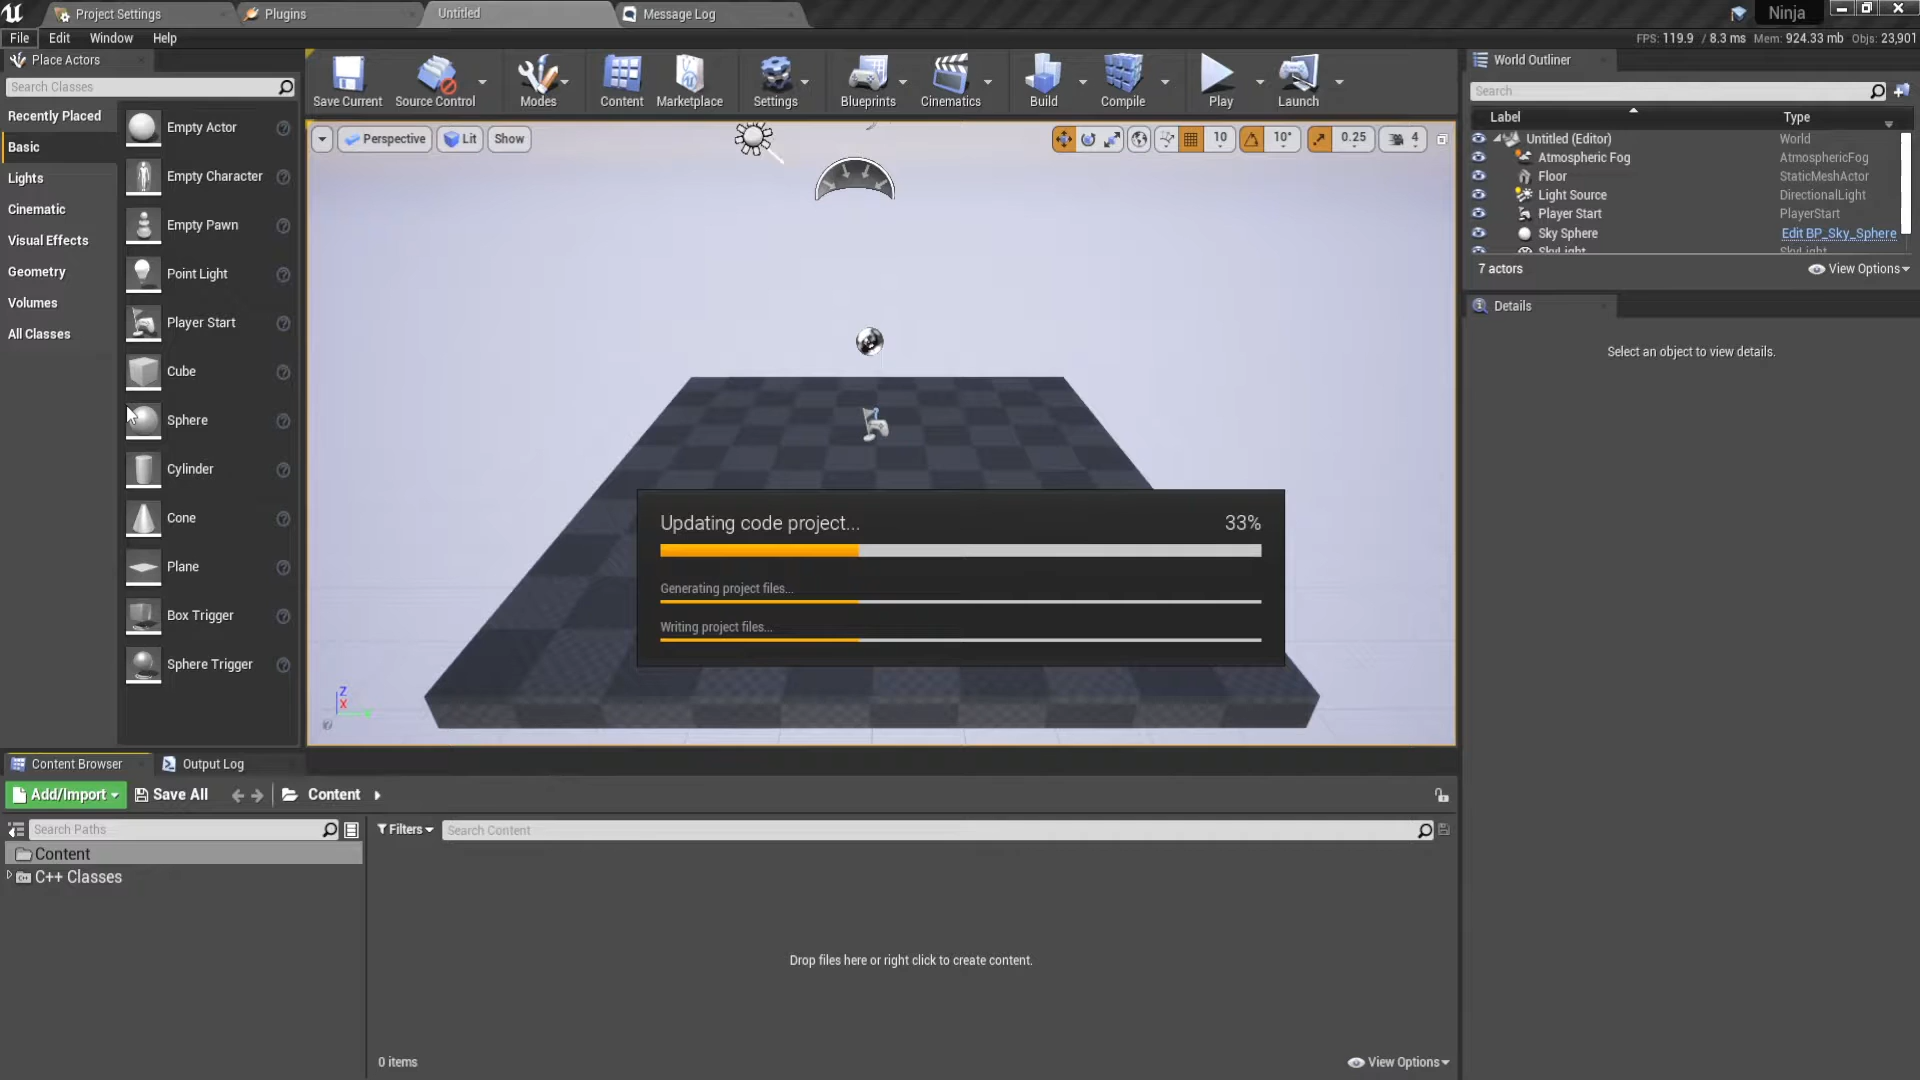 Project Settings
Plugins
Untitled
Message Log
Ninja
File Edit Window Help
FPS: 119.9 / 8.3 ms Mem: 924.33 mb Objs: 23,901
Place Actors
Search Classes
Recently Placed
Basic
Lights
Cinematic
Visual Effects
Geometry
Volumes
All Classes
Empty Actor
Empty Character
Empty Pawn
Point Light
Player Start
Cube
Sphere
Cylinder
Cone
Plane
Box Trigger
Sphere Trigger
Save Current
Source Control
Modes
Content
Marketplace
Settings
Blueprints
Cinematics
Build
Compile
Play
Launch
Perspective
Lit
Show
10
10°
0.25
4
Updating code project... 33%
Generating project files...
Writing project files...
Z
X
World Outliner
Search
Label Type
Untitled (Editor) World
Atmospheric Fog AtmosphericFog
Floor StaticMeshActor
Light Source DirectionalLight
Player Start PlayerStart
Sky Sphere Edit BP_Sky_Sphere
SkyLight SkyLight
7 actors View Options
Details
Select an object to view details.
Content Browser
Output Log
Add/Import
Save All
Content
Search Paths
Content
C++ Classes
Filters
Search Content
Drop files here or right click to create content.
0 items
View Options